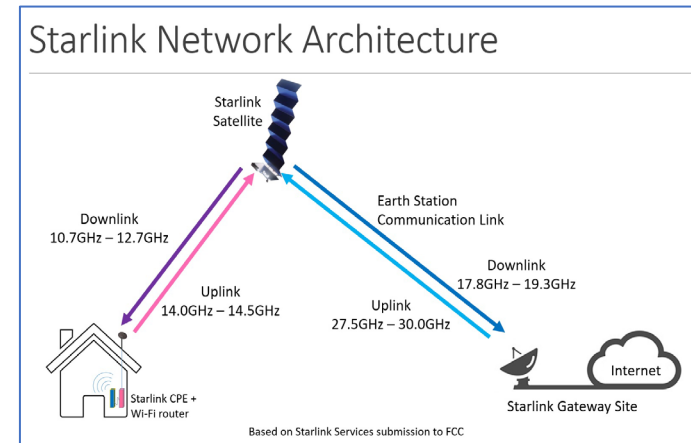 Starlink Network Architecture
Starlink
Satellite
Earth Station
Communication Link
Downlink
10.7GHz – 12.7GHz
Downlink
17.8GHz – 19.3GHz
Uplink
14.0GHz – 14.5GHz
Uplink
27.5GHz – 30.0GHz
Internet
Starlink CPE +
Wi-Fi router
Starlink Gateway Site
Based on Starlink Services submission to FCC